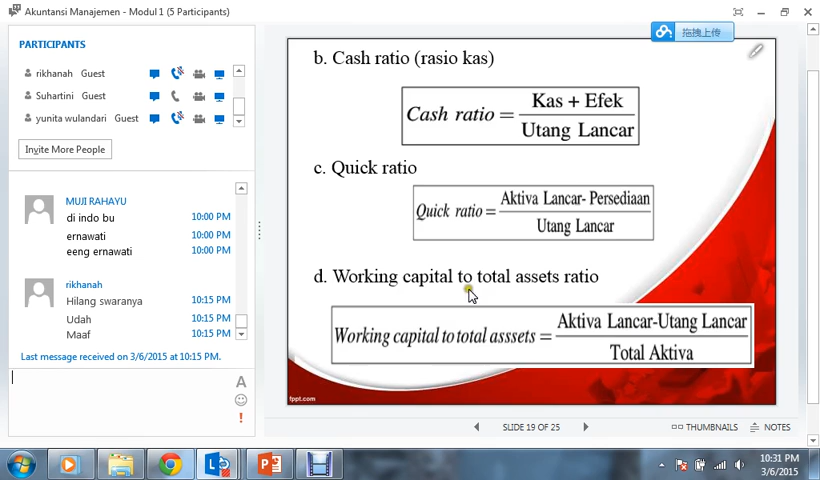 Akuntansi Manajemen - Modul 1 (5 Participants)
PARTICIPANTS
rikhanah Guest
Suhartini Guest
yunita wulandari Guest
Invite More People
MUJI RAHAYU
di indo bu 10:00 PM
ernawati 10:00 PM
eeng ernawati 10:00 PM
rikhanah
Hilang swaranya 10:15 PM
Udah 10:15 PM
Maaf 10:15 PM
Last message received on 3/6/2015 at 10:15 PM.
A
!
拖拽上传
b. Cash ratio (rasio kas)
Cash ratio = Kas + Efek
Utang Lancar
c. Quick ratio
Quick ratio = Aktiva Lancar- Persediaan
Utang Lancar
d. Working capital to total assets ratio
Working capital to total asssets = Aktiva Lancar-Utang Lancar
Total Aktiva
fppt.com
SLIDE 19 OF 25
THUMBNAILS
NOTES
10:31 PM
3/6/2015